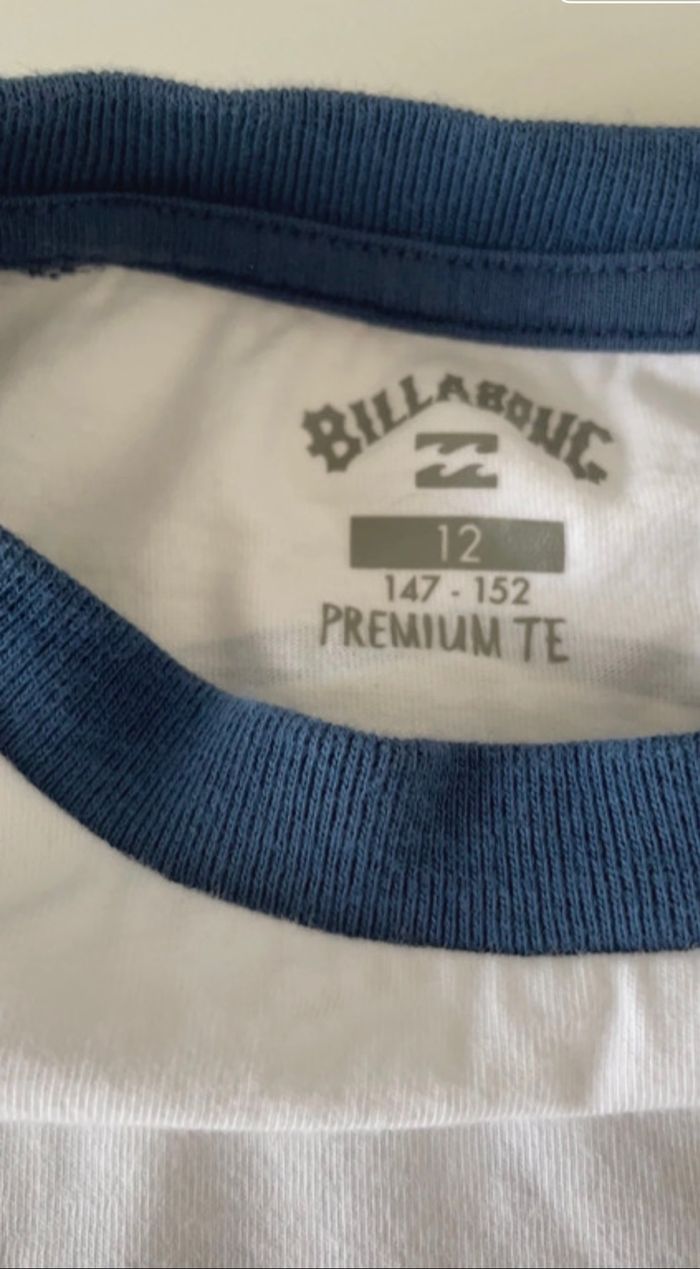 BILLABONG
12
147 - 152
PREMIUM TE